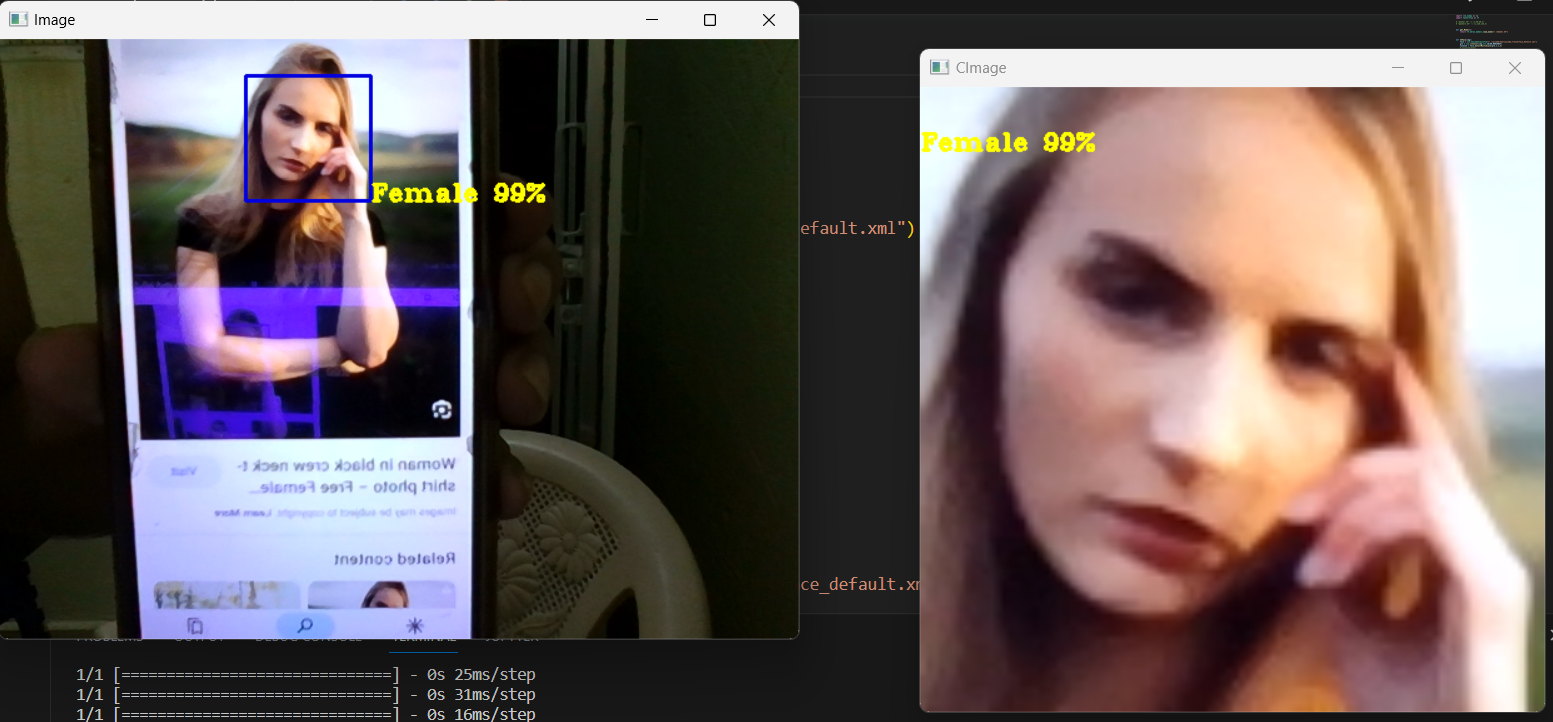 Image
CImage
Female 99%
Female 99%
efault.xml")
Visit
Woman in black crew neck t-
shirt photo – Free Female...
Images may be subject to copyright. Learn More
Related content
ce_default.xm
TERMINAL
1/1 [==============================] - 0s 25ms/step
1/1 [==============================] - 0s 31ms/step
1/1 [==============================] - 0s 16ms/step